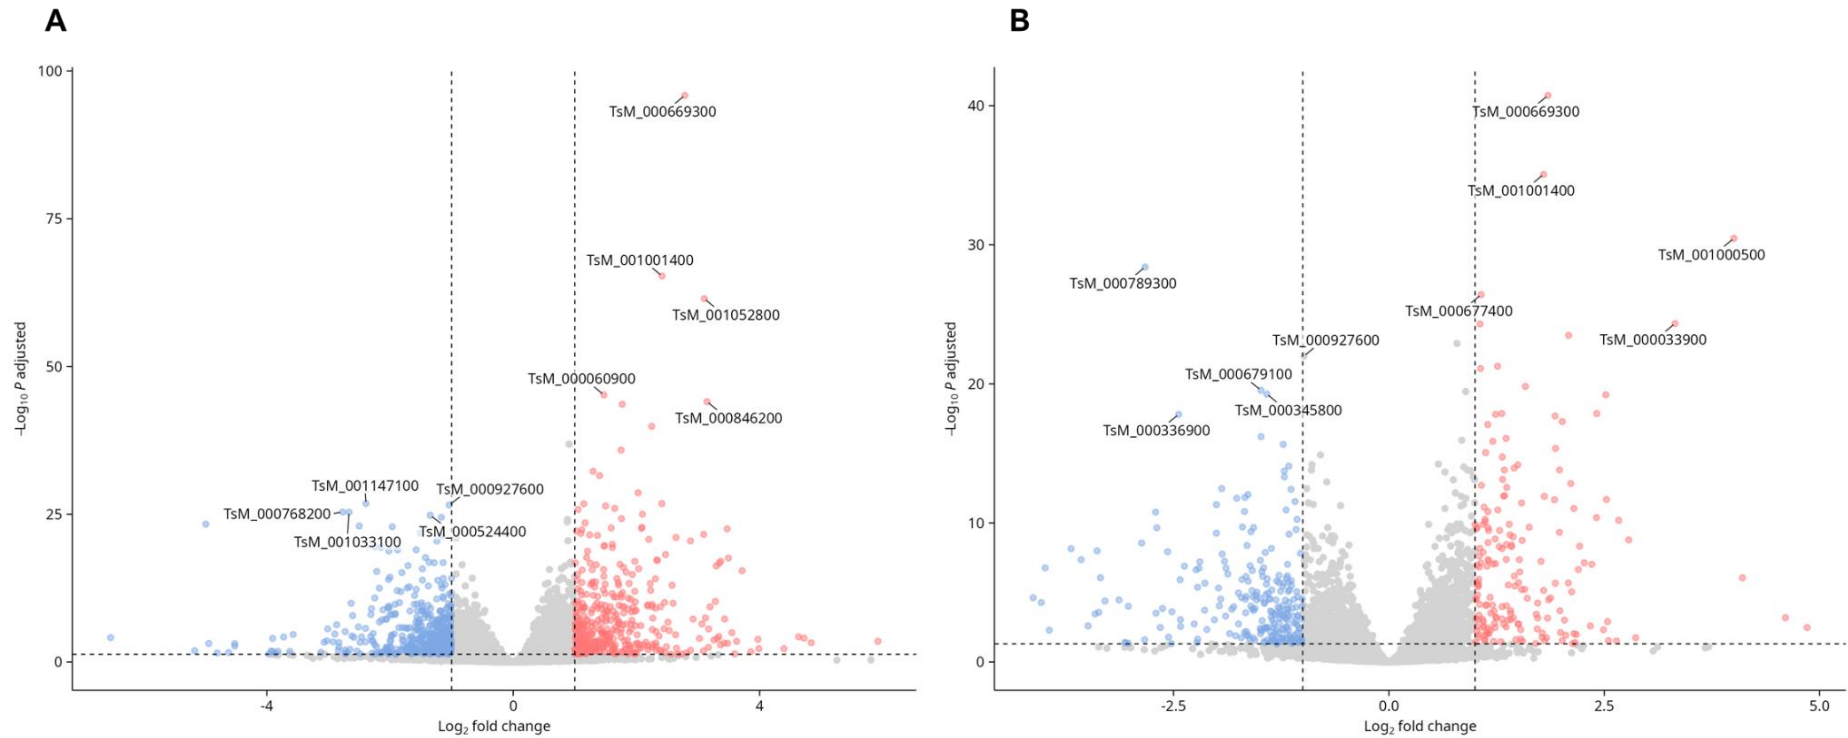 A
100
75
50
25
0
-4
0
4
TsM_000669300
TsM_001001400
TsM_001052800
TsM_000060900
TsM_000846200
TsM_001147100
TsM_000927600
TsM_000768200
TsM_000524400
TsM_001033100
-Log₁₀ P adjusted
Log₂ fold change
B
40
30
20
10
0
-2.5
0.0
2.5
5.0
TsM_000669300
TsM_001001400
TsM_001000500
TsM_000789300
TsM_000677400
TsM_000033900
TsM_000927600
TsM_000679100
TsM_000345800
TsM_000336900
-Log₁₀ P adjusted
Log₂ fold change